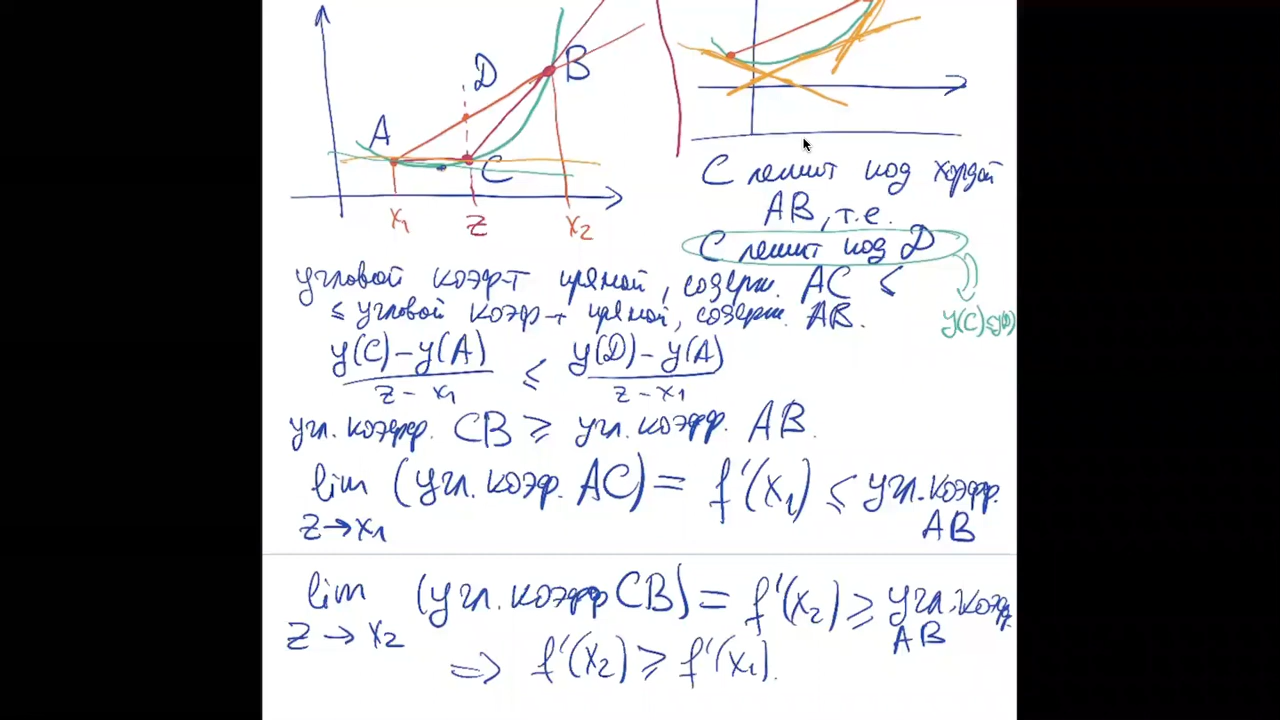 D
B
A
C
x₁ z x₂
C лежит под хордой
AB, т.е.
C лежит под D
y(C)≤y(D)
угловой коэф-т прямой, содерж. AC ≤
≤ угловой коэф-т прямой, содерж. AB.
y(C)-y(A) / z-x₁ ≤ y(D)-y(A) / z-x₁
угл. коэфф. CB ≥ угл. коэфф. AB.
lim z→x₁ (угл. коэф. AC) = f'(x₁) ≤ угл. коэфф. AB
lim z→x₂ (угл. коэфф CB) = f'(x₂) ≥ угл. коэф. AB
⇒ f'(x₂) ≥ f'(x₁).